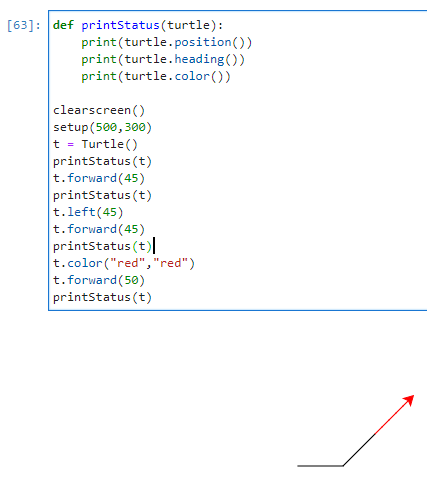 [63]: def printStatus(turtle):
    print(turtle.position())
    print(turtle.heading())
    print(turtle.color())
clearscreen()
setup(500,300)
t = Turtle()
printStatus(t)
t.forward(45)
printStatus(t)
t.left(45)
t.forward(45)
printStatus(t)
t.color("red","red")
t.forward(50)
printStatus(t)